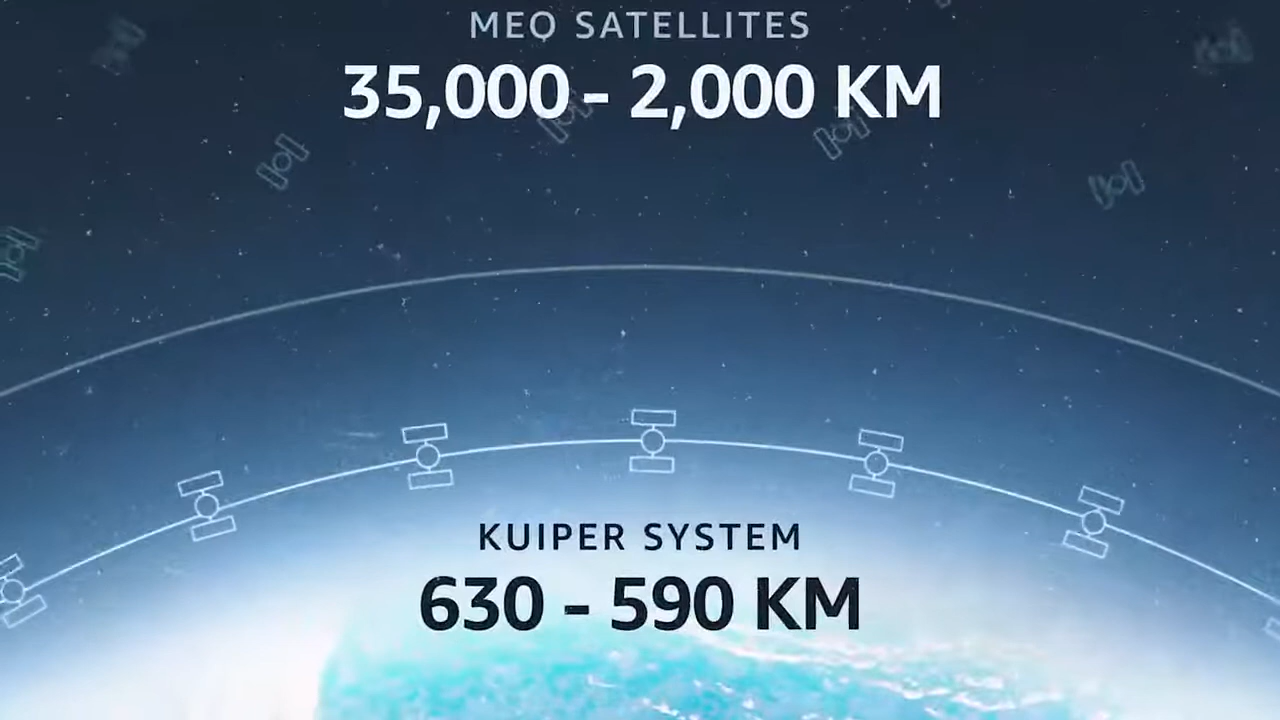 MEO SATELLITES
35,000 - 2,000 KM
KUIPER SYSTEM
630 - 590 KM